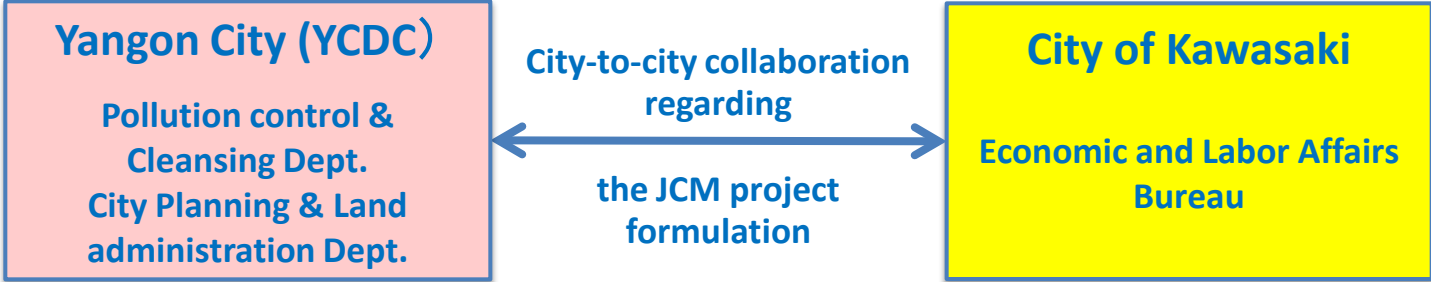 Yangon City (YCDC）
Pollution control &
Cleansing Dept.
City Planning & Land
administration Dept.
City-to-city collaboration
regarding
the JCM project
formulation
City of Kawasaki
Economic and Labor Affairs
Bureau